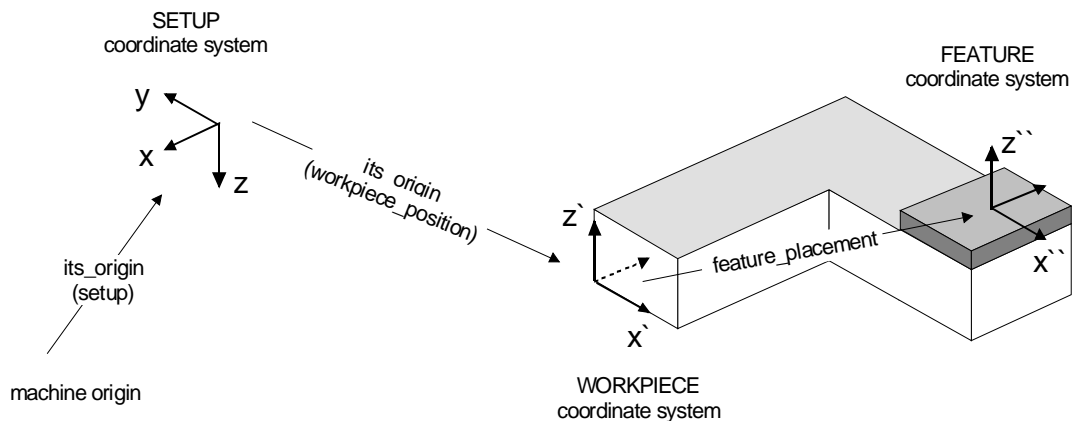 SETUP
coordinate system
y
x
z
its_origin
(workpiece_position)
its_origin
(setup)
machine origin
FEATURE
coordinate system
z``
x``
feature_placement
z`
x`
WORKPIECE
coordinate system